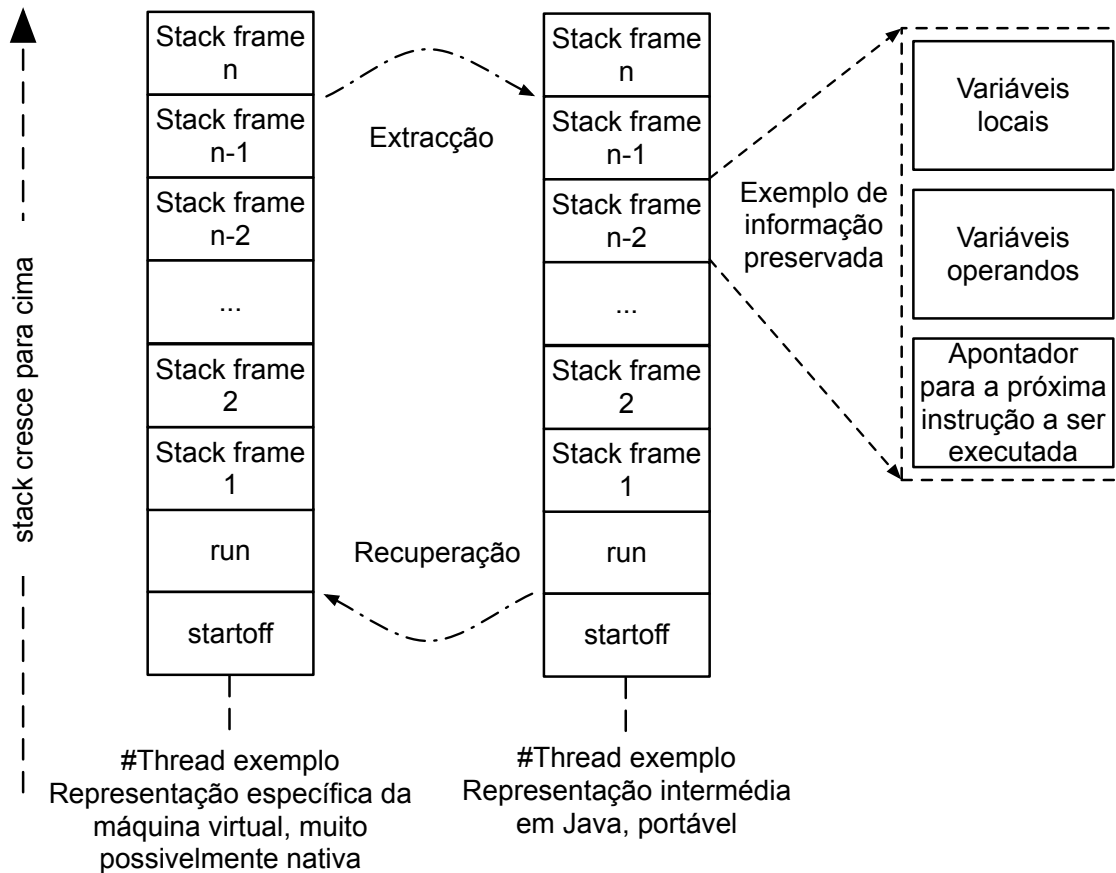 stack cresce para cima
Stack frame
n
Stack frame
n-1
Stack frame
n-2
...
Stack frame
2
Stack frame
1
run
startoff
#Thread exemplo
Representação específica da
máquina virtual, muito
possivelmente nativa
Extracção
Recuperação
Stack frame
n
Stack frame
n-1
Stack frame
n-2
...
Stack frame
2
Stack frame
1
run
startoff
#Thread exemplo
Representação intermédia
em Java, portável
Exemplo de
informação
preservada
Variáveis
locais
Variáveis
operandos
Apontador
para a próxima
instrução a ser
executada